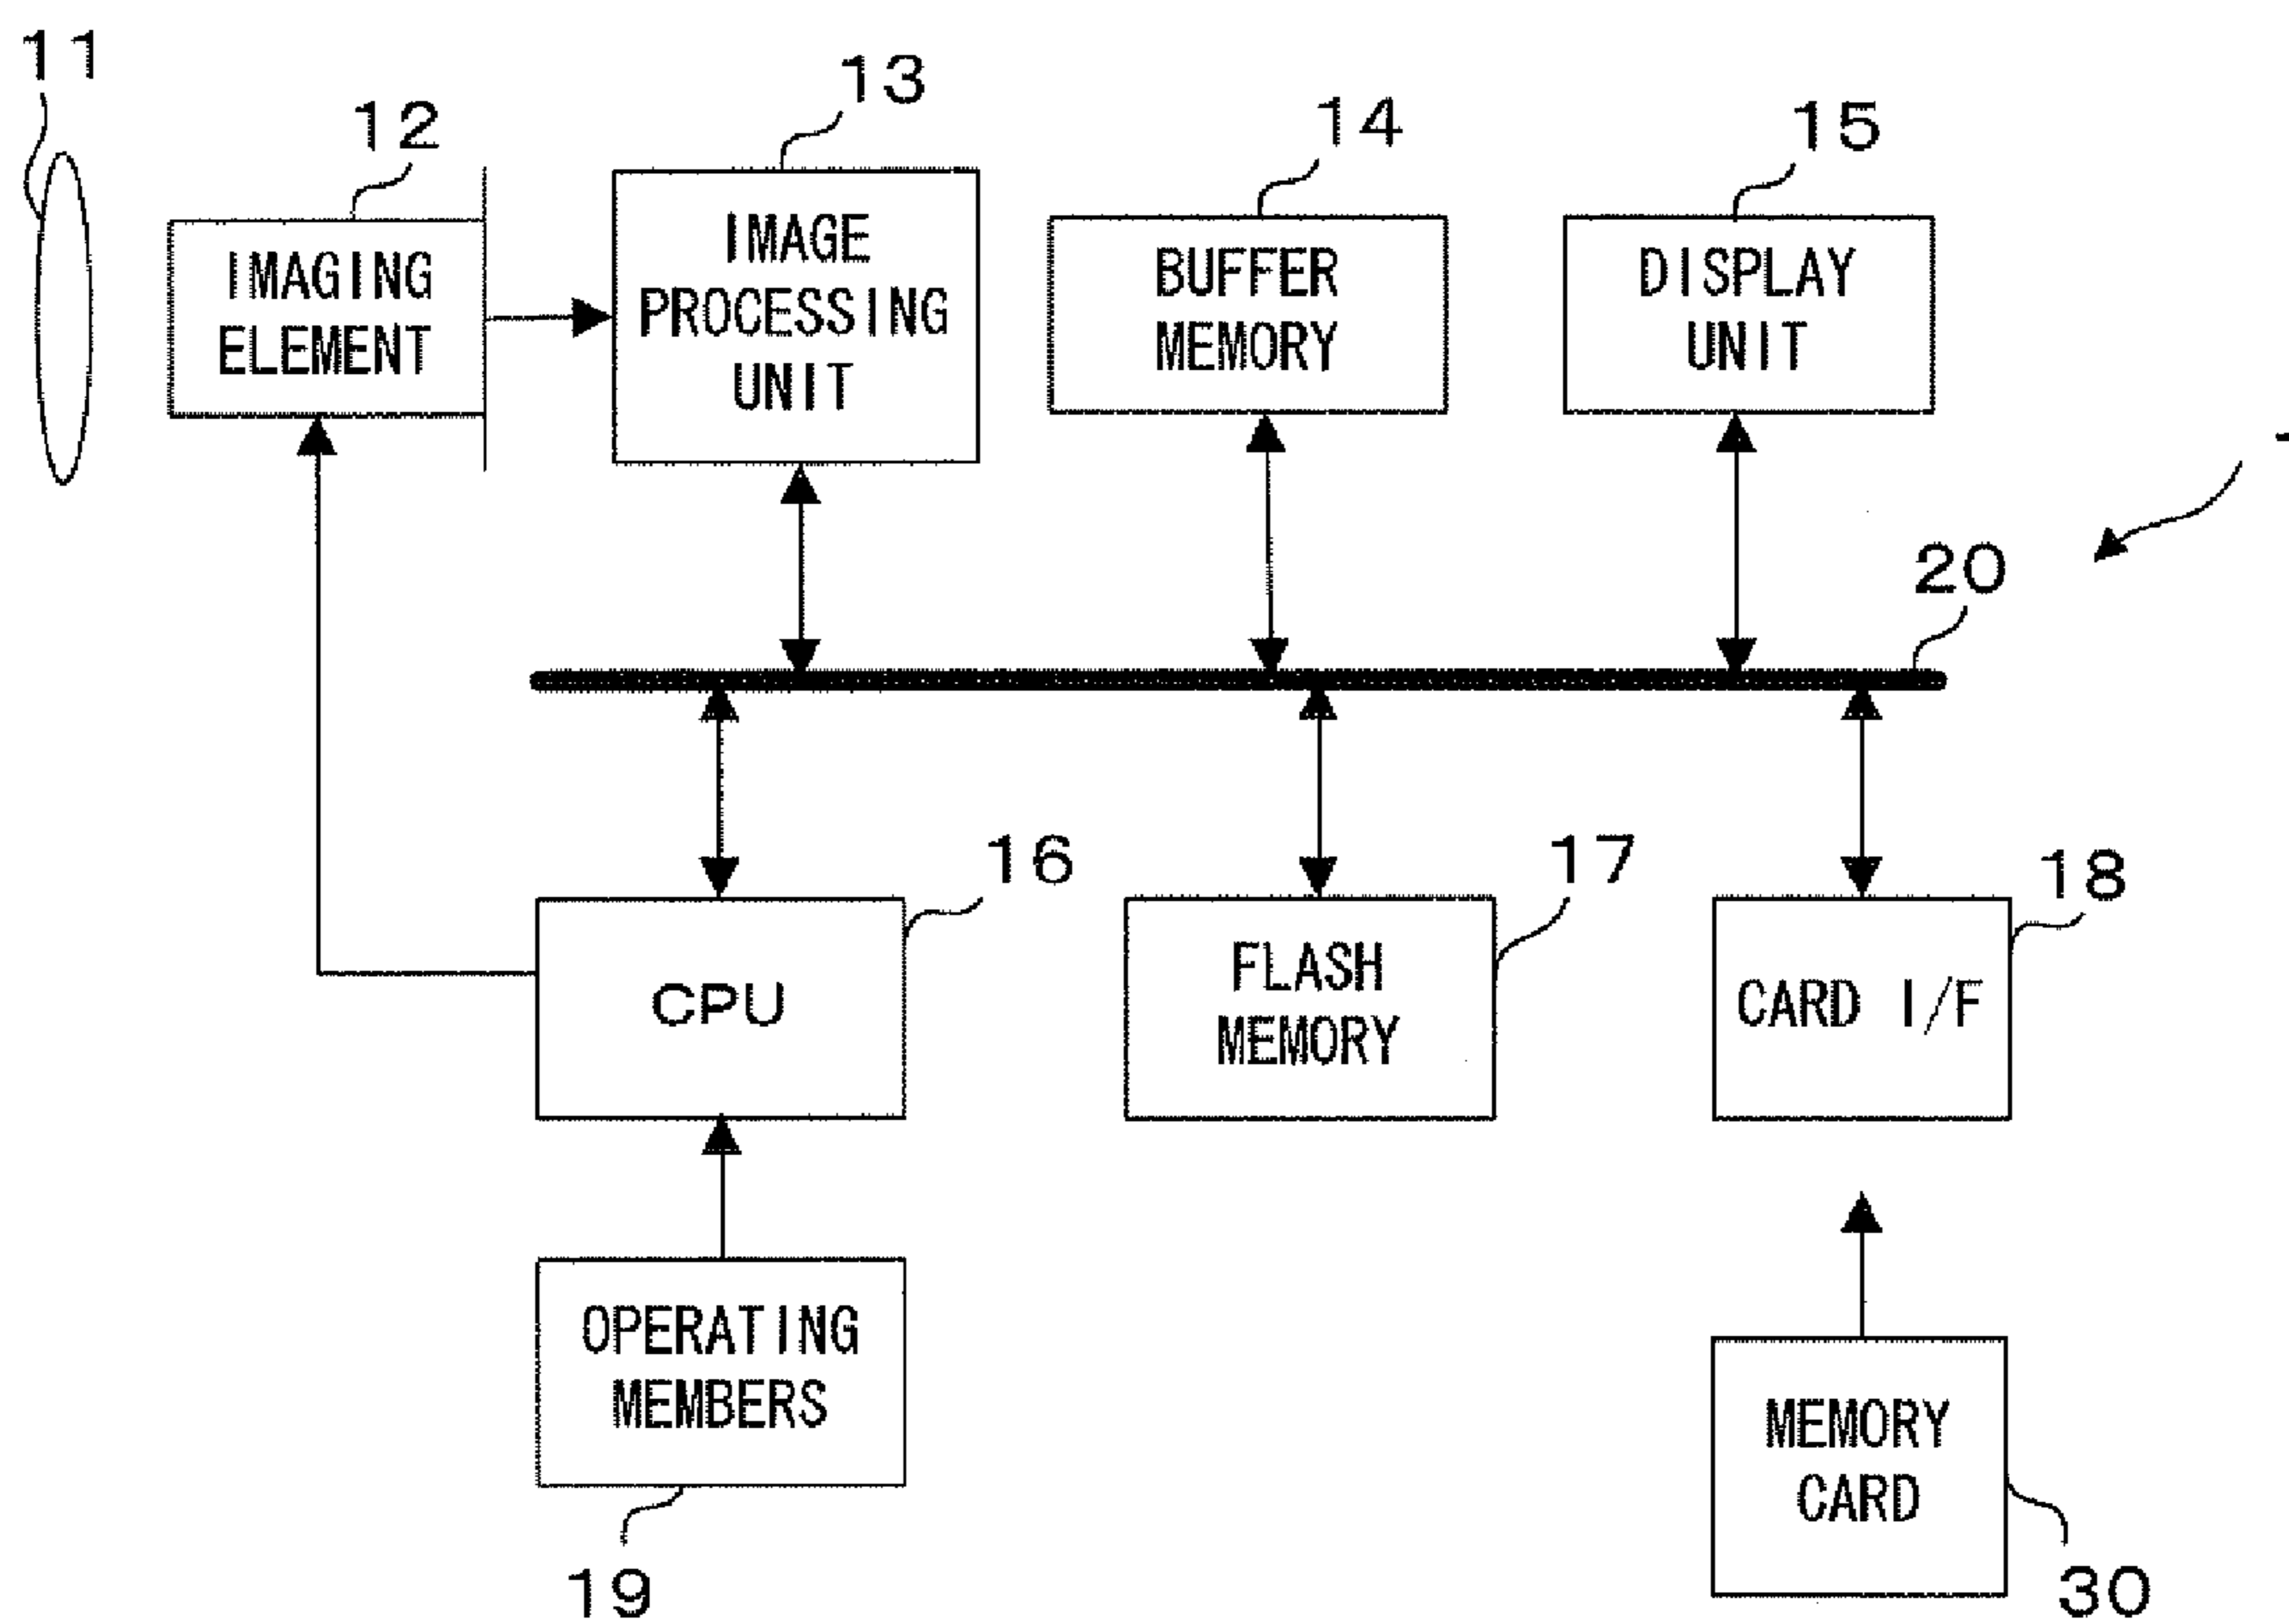 11
12
13
14
15
IMAGING
ELEMENT
IMAGE
PROCESSING
UNIT
BUFFER
MEMORY
DISPLAY
UNIT
20
16
17
18
CPU
FLASH
MEMORY
CARD I/F
OPERATING
MEMBERS
MEMORY
CARD
19
30